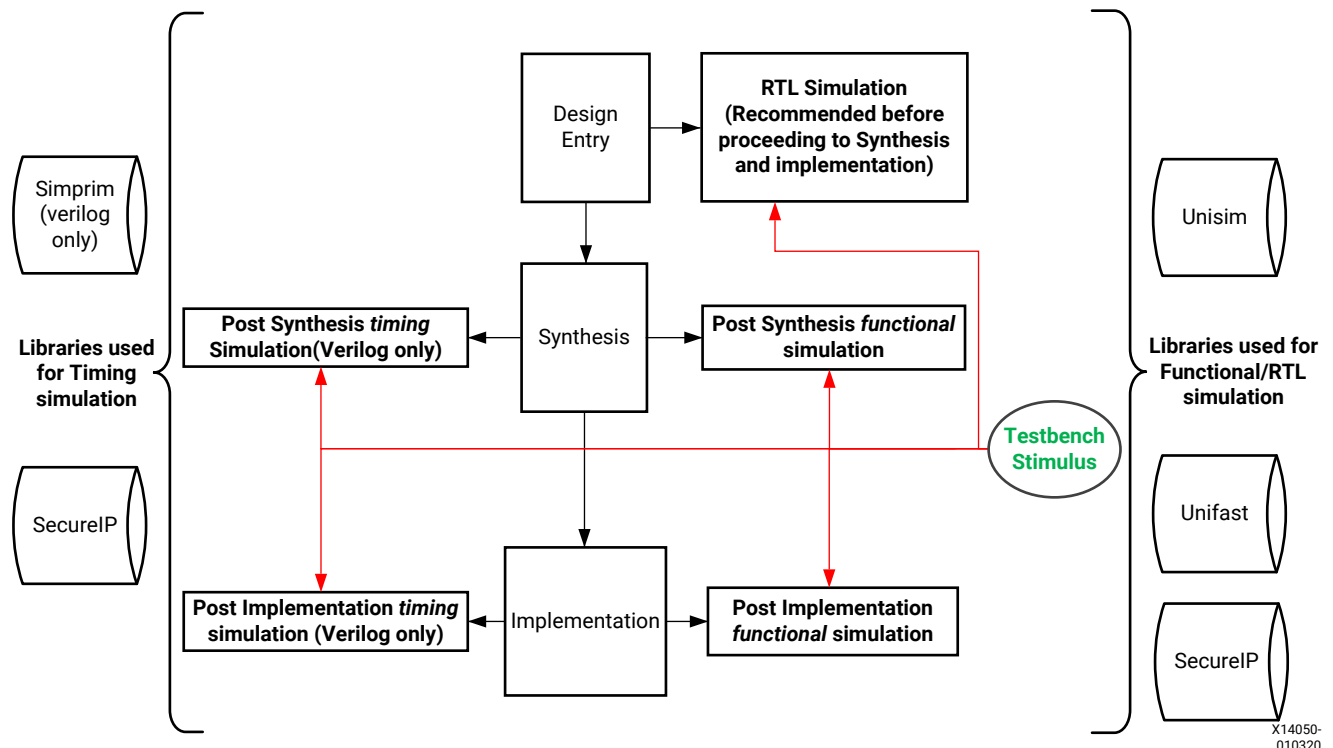 Design
Entry
RTL Simulation
(Recommended before
proceeding to Synthesis
and implementation)
Simprim
(verilog
only)
Unisim
Post Synthesis timing
Simulation(Verilog only)
Synthesis
Post Synthesis functional
simulation
Libraries used
for Timing
simulation
Libraries used for
Functional/RTL
simulation
Testbench
Stimulus
SecureIP
Unifast
Post Implementation timing
simulation (Verilog only)
Implementation
Post Implementation
functional simulation
SecureIP
X14050-
010320